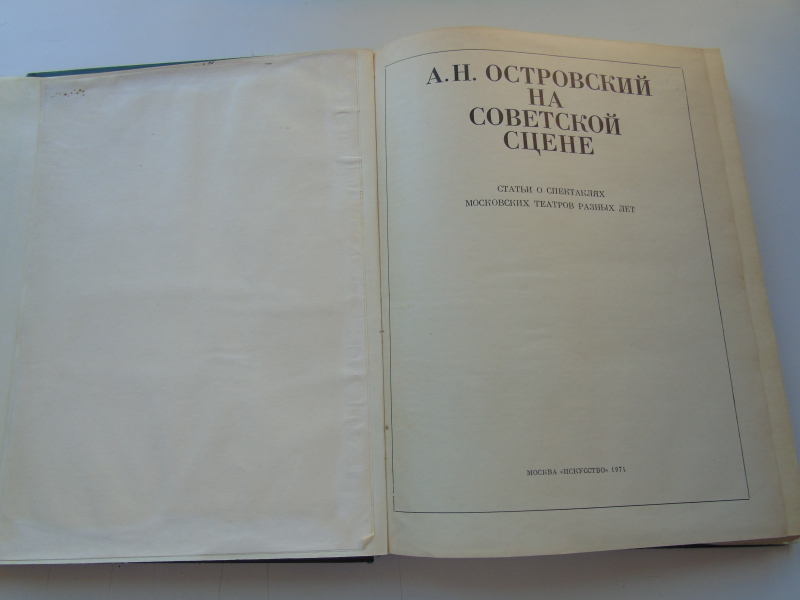 А. Н. ОСТРОВСКИЙ
НА
СОВЕТСКОЙ
СЦЕНЕ
СТАТЬИ О СПЕКТАКЛЯХ
МОСКОВСКИХ ТЕАТРОВ РАЗНЫХ ЛЕТ
МОСКВА «ИСКУССТВО» 1974